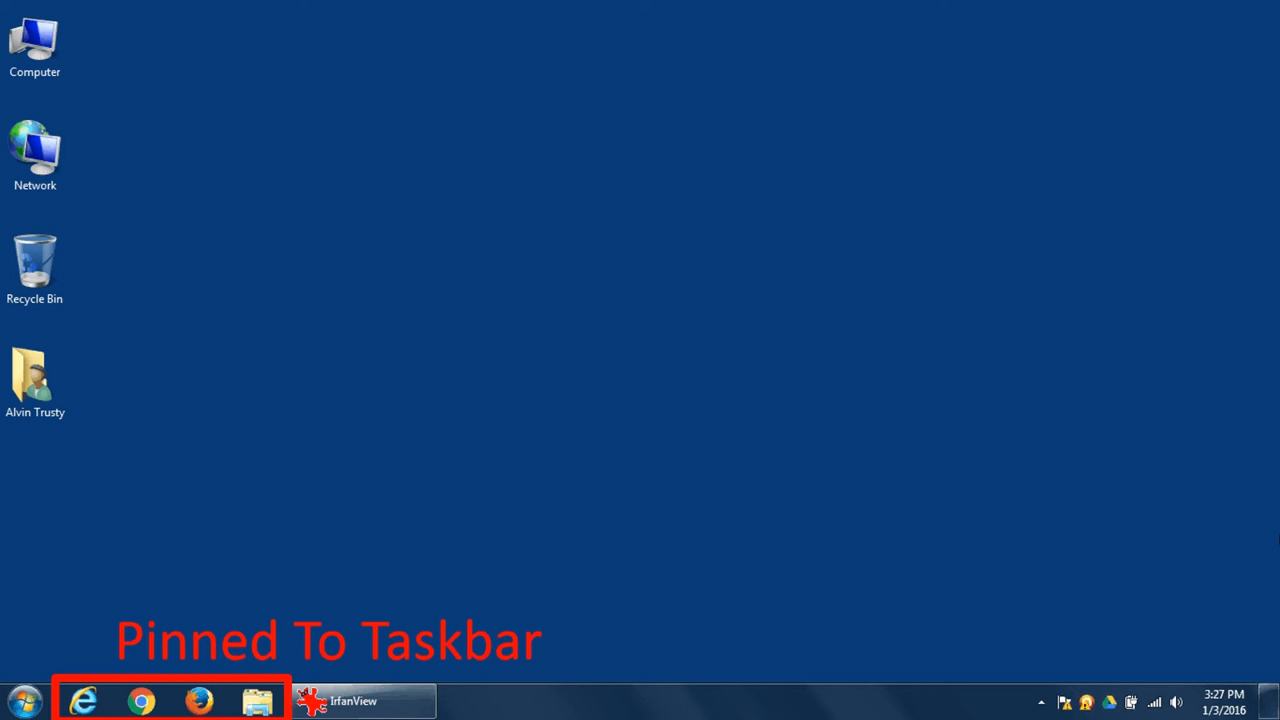 Computer
Network
Recycle Bin
Alvin Trusty
Pinned To Taskbar
IrfanView
3:27 PM
1/3/2016